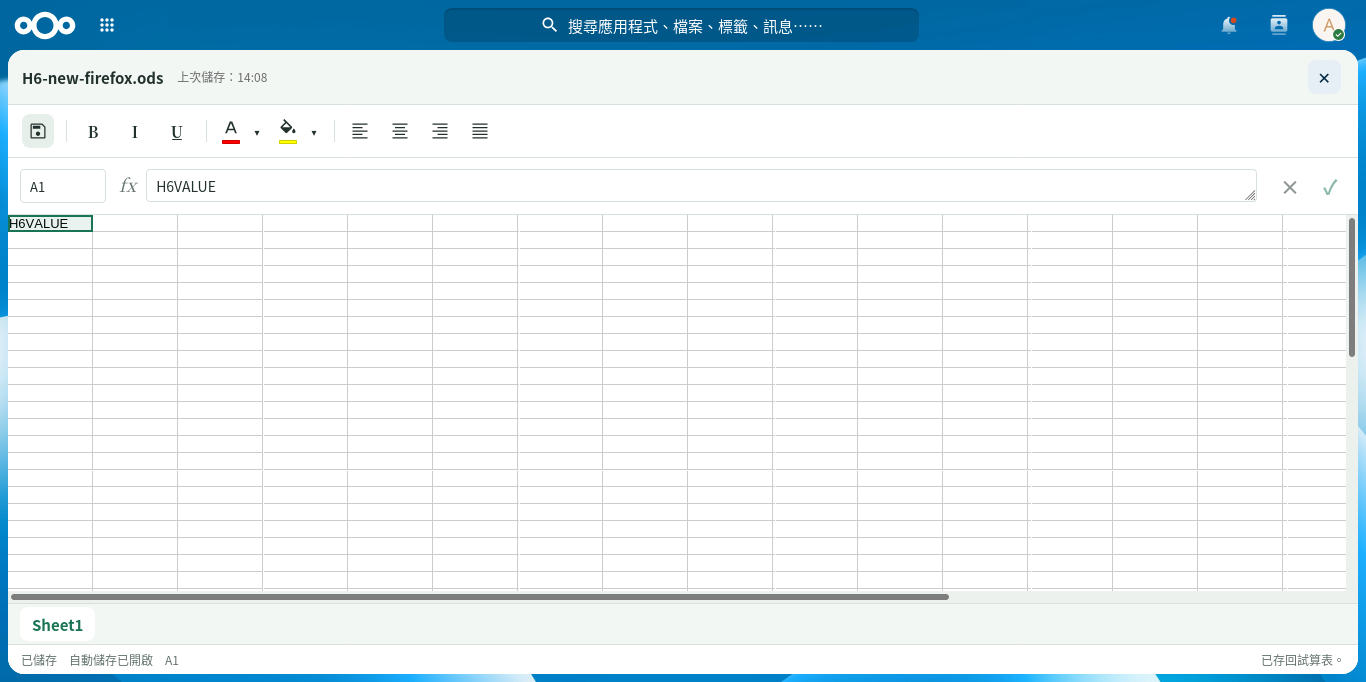 搜尋應用程式、檔案、標籤、訊息……
A
H6-new-firefox.ods 上次儲存：14:08
B I U A
A1 fx H6VALUE
H6VALUE
Sheet1
已儲存 自動儲存已開啟 A1 已存回試算表。